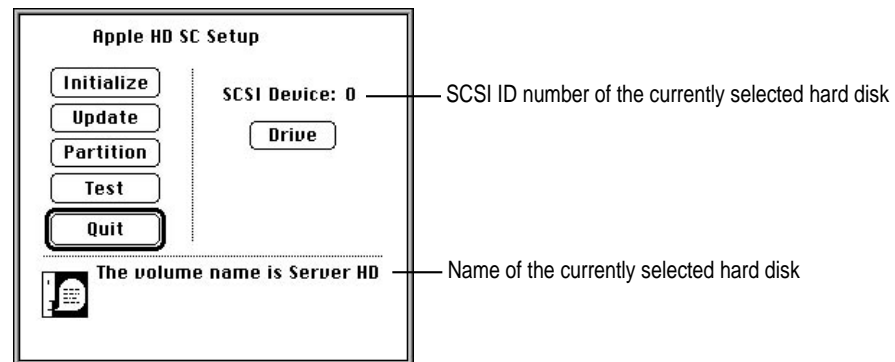 Apple HD SC Setup
Initialize
Update
Partition
Test
Quit
SCSI Device: 0
Drive
SCSI ID number of the currently selected hard disk
The volume name is Server HD
Name of the currently selected hard disk